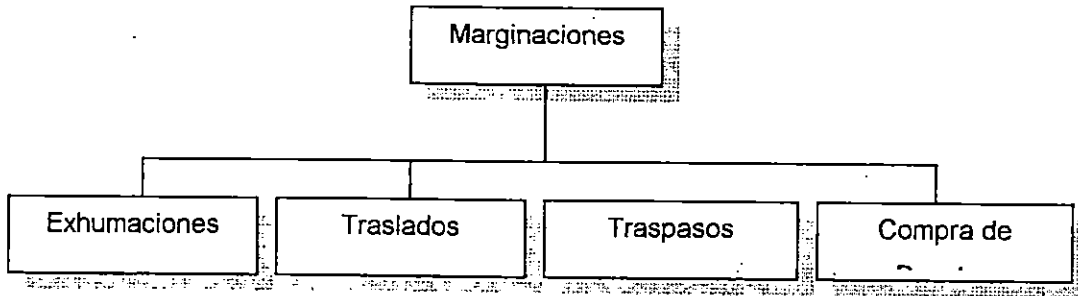 Marginaciones
Exhumaciones
Traslados
Traspasos
Compra de